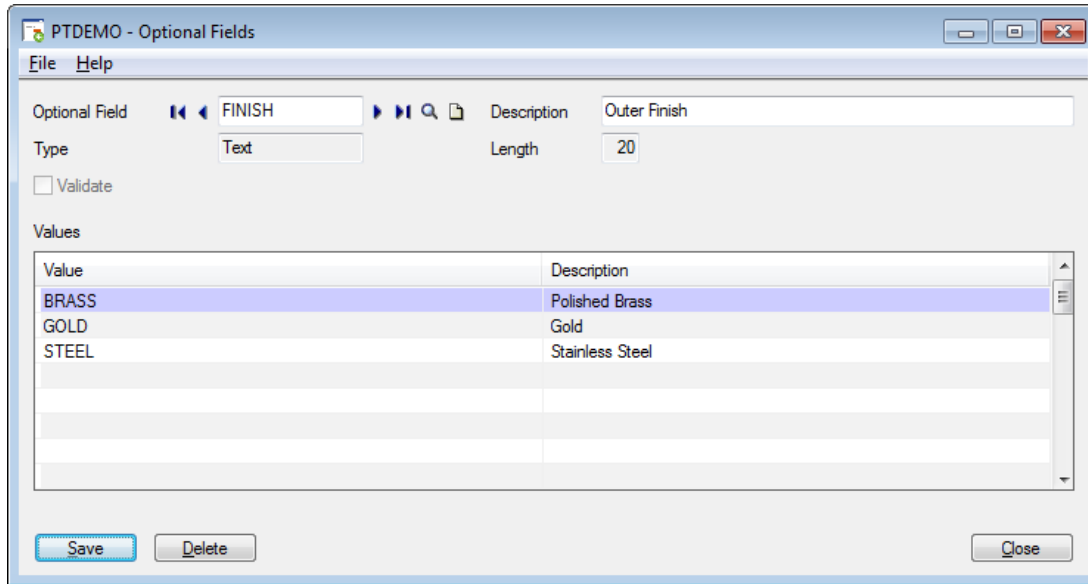 PTDEMO - Optional Fields
File Help
Optional Field FINISH Description Outer Finish
Type Text Length 20
Validate
Values
Value Description
BRASS Polished Brass
GOLD Gold
STEEL Stainless Steel
Save Delete Close